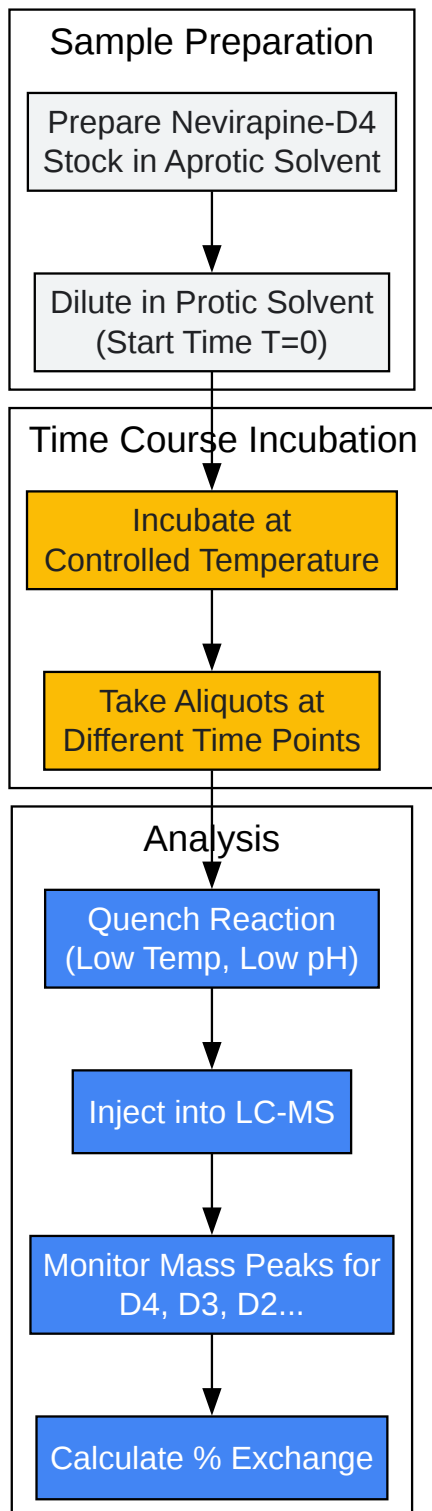 Sample Preparation
Prepare Nevirapine-D4
Stock in Aprotic Solvent
Dilute in Protic Solvent
(Start Time T=0)
Time Course Incubation
Incubate at
Controlled Temperature
Take Aliquots at
Different Time Points
Analysis
Quench Reaction
(Low Temp, Low pH)
Inject into LC-MS
Monitor Mass Peaks for
D4, D3, D2...
Calculate % Exchange